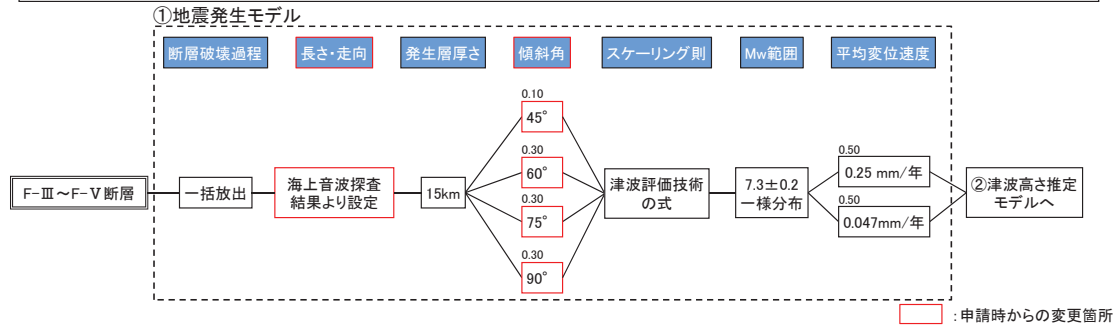 ①地震発生モデル
断層破壊過程
長さ・走向
発生層厚さ
傾斜角
スケーリング則
Mw範囲
平均変位速度
F-Ⅲ～F-Ⅴ断層
一括放出
海上音波探査
結果より設定
15km
0.10
45°
0.30
60°
0.30
75°
0.30
90°
津波評価技術
の式
7.3±0.2
一様分布
0.50
0.25 mm/年
0.50
0.047mm/年
②津波高さ推定
モデルへ
：申請時からの変更箇所